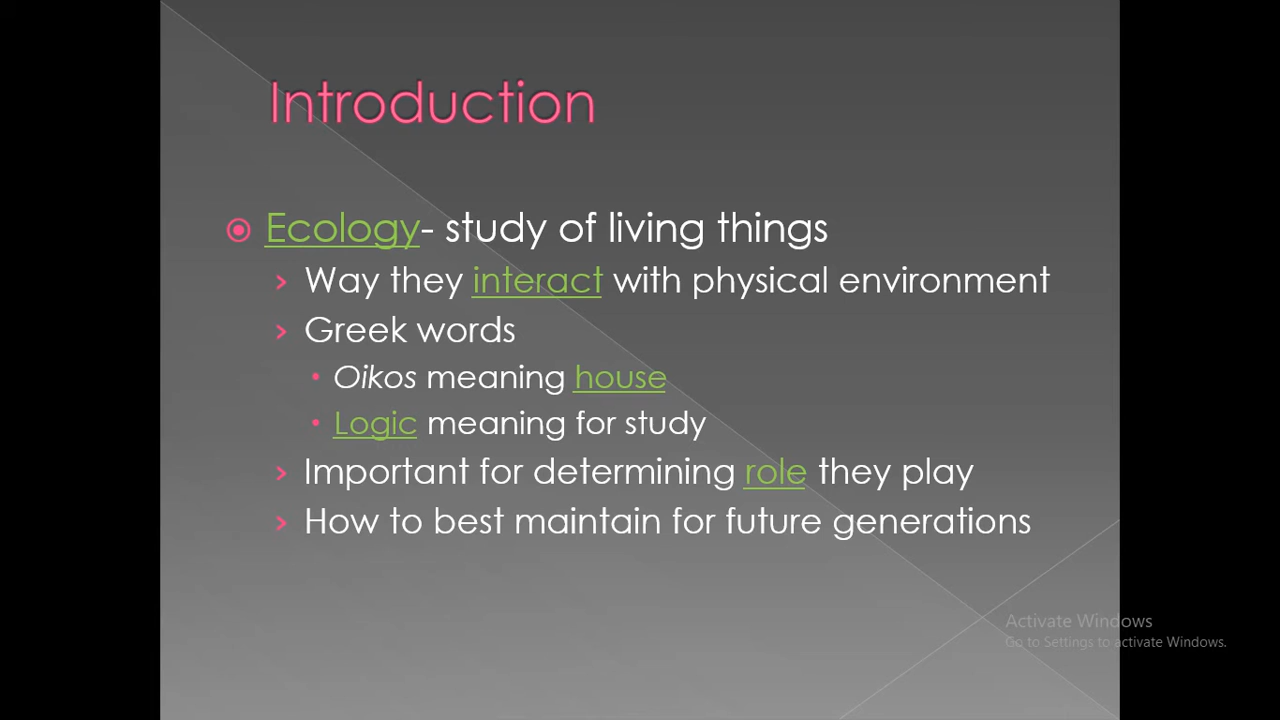 Introduction
Ecology- study of living things
Way they interact with physical environment
Greek words
Oikos meaning house
Logic meaning for study
Important for determining role they play
How to best maintain for future generations
Activate Windows
Go to Settings to activate Windows.